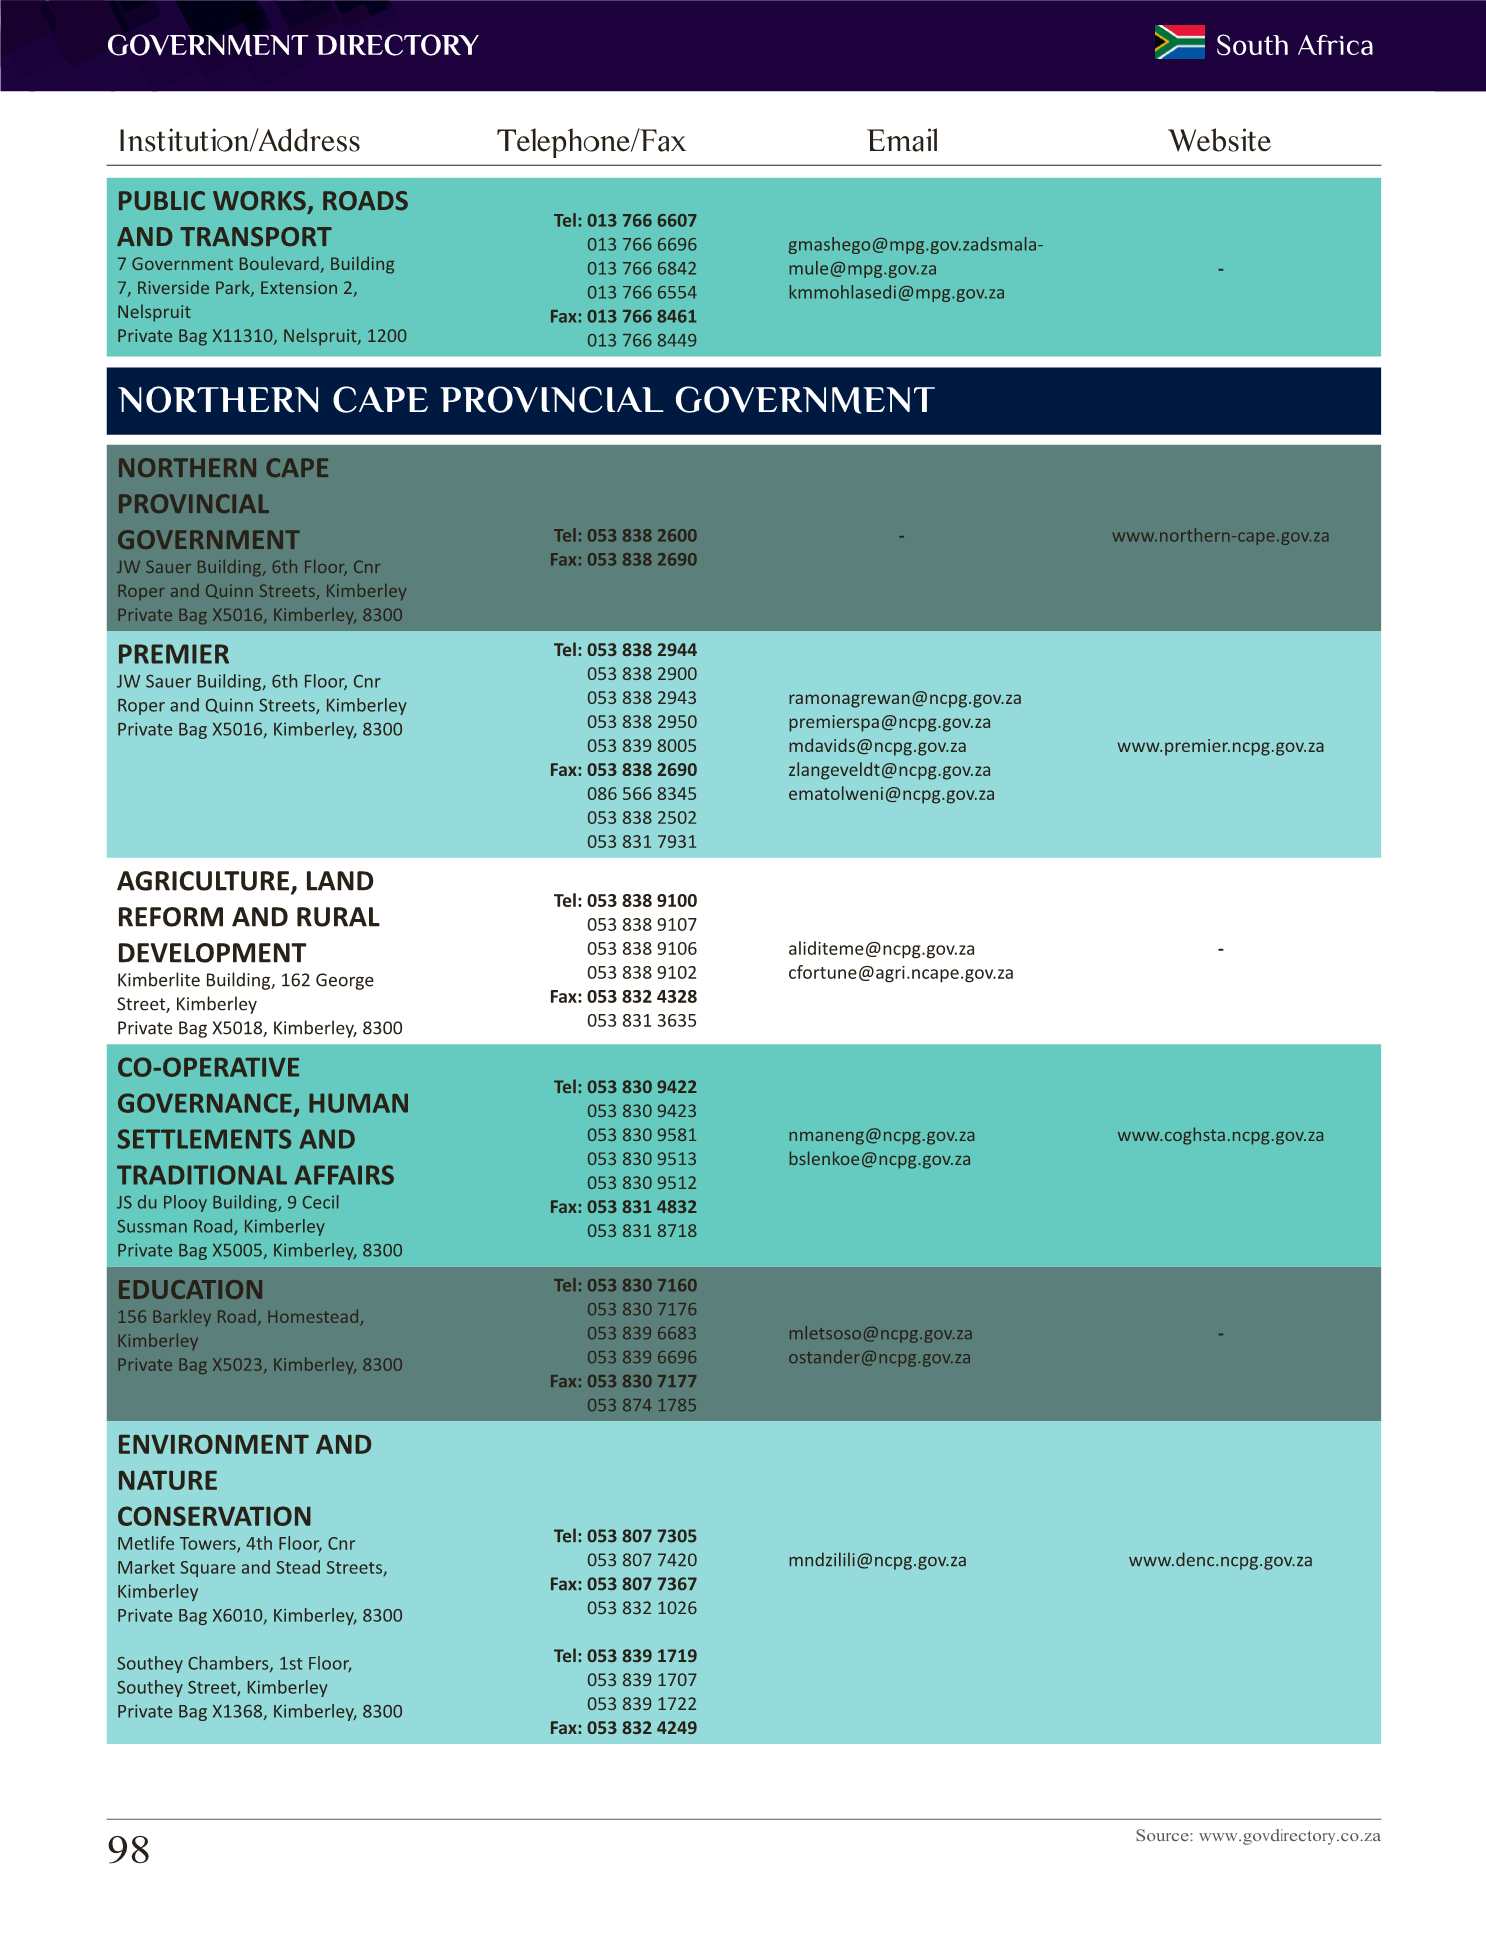 GOVERNMENT DIRECTORY
South Africa
Institution/Address Telephone/Fax Email Website
PUBLIC WORKS, ROADS
AND TRANSPORT
7 Government Boulevard, Building
7, Riverside Park, Extension 2,
Nelspruit
Private Bag X11310, Nelspruit, 1200
Tel: 013 766 6607
013 766 6696
013 766 6842
013 766 6554
Fax: 013 766 8461
013 766 8449
gmashego@mpg.gov.zadsmala-
mule@mpg.gov.za
kmmohlasedi@mpg.gov.za
-
NORTHERN CAPE PROVINCIAL GOVERNMENT
NORTHERN CAPE
PROVINCIAL
GOVERNMENT
JW Sauer Building, 6th Floor, Cnr
Roper and Quinn Streets, Kimberley
Private Bag X5016, Kimberley, 8300
Tel: 053 838 2600
Fax: 053 838 2690
-
www.northern-cape.gov.za
PREMIER
JW Sauer Building, 6th Floor, Cnr
Roper and Quinn Streets, Kimberley
Private Bag X5016, Kimberley, 8300
Tel: 053 838 2944
053 838 2900
053 838 2943
053 838 2950
053 839 8005
Fax: 053 838 2690
086 566 8345
053 838 2502
053 831 7931
ramonagrewan@ncpg.gov.za
premierspa@ncpg.gov.za
mdavids@ncpg.gov.za
zlangeveldt@ncpg.gov.za
ematolweni@ncpg.gov.za
www.premier.ncpg.gov.za
AGRICULTURE, LAND
REFORM AND RURAL
DEVELOPMENT
Kimberlite Building, 162 George
Street, Kimberley
Private Bag X5018, Kimberley, 8300
Tel: 053 838 9100
053 838 9107
053 838 9106
053 838 9102
Fax: 053 832 4328
053 831 3635
aliditeme@ncpg.gov.za
cfortune@agri.ncape.gov.za
-
CO-OPERATIVE
GOVERNANCE, HUMAN
SETTLEMENTS AND
TRADITIONAL AFFAIRS
JS du Plooy Building, 9 Cecil
Sussman Road, Kimberley
Private Bag X5005, Kimberley, 8300
Tel: 053 830 9422
053 830 9423
053 830 9581
053 830 9513
053 830 9512
Fax: 053 831 4832
053 831 8718
nmaneng@ncpg.gov.za
bslenkoe@ncpg.gov.za
www.coghsta.ncpg.gov.za
EDUCATION
156 Barkley Road, Homestead,
Kimberley
Private Bag X5023, Kimberley, 8300
Tel: 053 830 7160
053 830 7176
053 839 6683
053 839 6696
Fax: 053 830 7177
053 874 1785
mletsoso@ncpg.gov.za
ostander@ncpg.gov.za
-
ENVIRONMENT AND
NATURE
CONSERVATION
Metlife Towers, 4th Floor, Cnr
Market Square and Stead Streets,
Kimberley
Private Bag X6010, Kimberley, 8300
Southey Chambers, 1st Floor,
Southey Street, Kimberley
Private Bag X1368, Kimberley, 8300
Tel: 053 807 7305
053 807 7420
Fax: 053 807 7367
053 832 1026
Tel: 053 839 1719
053 839 1707
053 839 1722
Fax: 053 832 4249
mndzilili@ncpg.gov.za
www.denc.ncpg.gov.za
98
Source: www.govdirectory.co.za